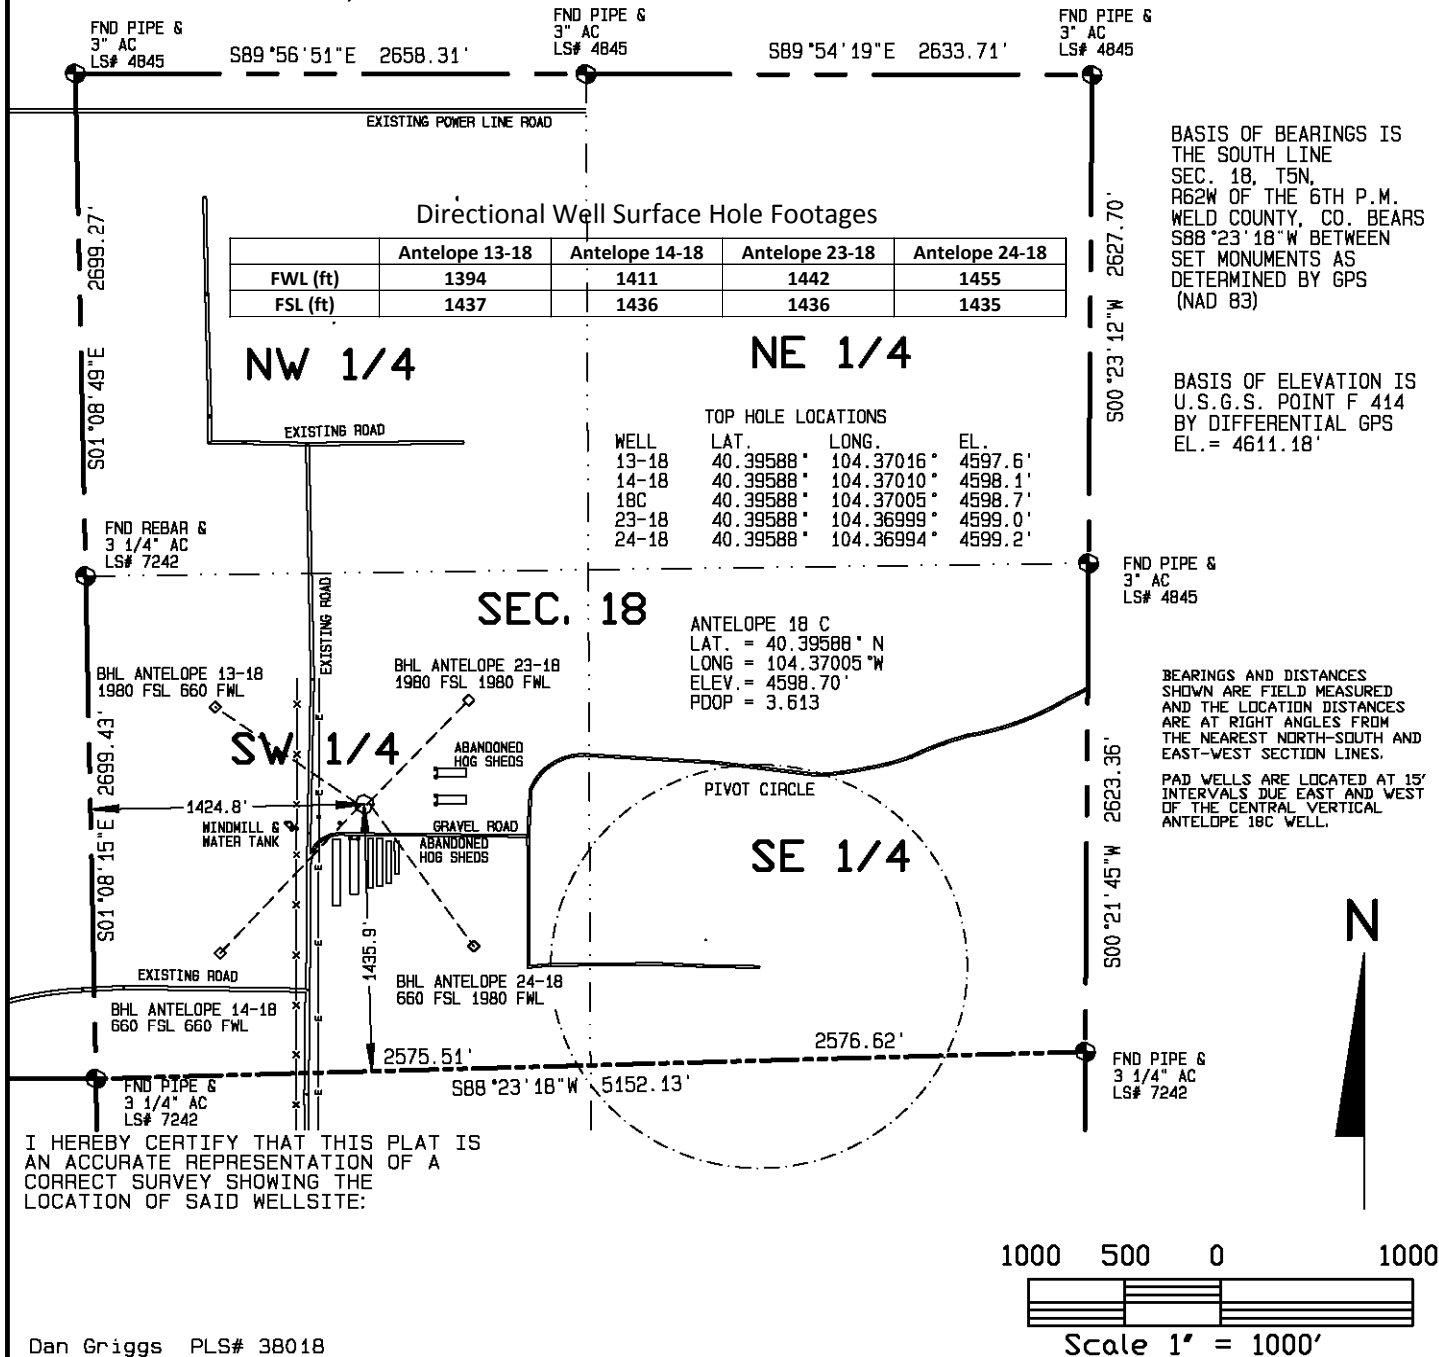 FND PIPE &
3" AC
LS# 4845
S89°56'51"E 2658.31'
FND PIPE &
3" AC
LS# 4845
S89°54'19"E 2633.71'
FND PIPE &
3" AC
LS# 4845
EXISTING POWER LINE ROAD
BASIS OF BEARINGS IS
THE SOUTH LINE
SEC. 18, T5N,
R62W OF THE 6TH P.M.
WELD COUNTY, CO. BEARS
S88°23'18"W BETWEEN
SET MONUMENTS AS
DETERMINED BY GPS
(NAD 83)
S01°08'49"E 2699.27'
S00°23'12"W 2627.70'
Directional Well Surface Hole Footages
Antelope 13-18 Antelope 14-18 Antelope 23-18 Antelope 24-18
FWL (ft) 1394 1411 1442 1455
FSL (ft) 1437 1436 1436 1435
NW 1/4
NE 1/4
BASIS OF ELEVATION IS
U.S.G.S. POINT F 414
BY DIFFERENTIAL GPS
EL.= 4611.18'
EXISTING ROAD
TOP HOLE LOCATIONS
WELL LAT. LONG. EL.
13-18 40.39588° 104.37016° 4597.6'
14-18 40.39588° 104.37010° 4598.1'
18C 40.39588° 104.37005° 4598.7'
23-18 40.39588° 104.36999° 4599.0'
24-18 40.39588° 104.36994° 4599.2'
FND REBAR &
3 1/4" AC
LS# 7242
FND PIPE &
3" AC
LS# 4845
EXISTING ROAD
SEC. 18
ANTELOPE 18 C
LAT. = 40.39588° N
LONG = 104.37005°W
ELEV.= 4598.70'
PDOP = 3.613
BHL ANTELOPE 13-18
1980 FSL 660 FWL
BHL ANTELOPE 23-18
1980 FSL 1980 FWL
BEARINGS AND DISTANCES
SHOWN ARE FIELD MEASURED
AND THE LOCATION DISTANCES
ARE AT RIGHT ANGLES FROM
THE NEAREST NORTH-SOUTH AND
EAST-WEST SECTION LINES.
PAD WELLS ARE LOCATED AT 15'
INTERVALS DUE EAST AND WEST
OF THE CENTRAL VERTICAL
ANTELOPE 18C WELL.
S01°08'15"E 2699.43'
SW 1/4
ABANDONED
HOG SHEDS
PIVOT CIRCLE
S00°21'45"W 2623.36'
1424.8'
WINDMILL &
WATER TANK
GRAVEL ROAD
ABANDONED
HOG SHEDS
SE 1/4
N
1435.9'
EXISTING ROAD
BHL ANTELOPE 24-18
660 FSL 1980 FWL
BHL ANTELOPE 14-18
660 FSL 660 FWL
X
E
2575.51'
2576.62'
S88°23'18"W 5152.13'
FND PIPE &
3 1/4" AC
LS# 7242
FND PIPE &
3 1/4" AC
LS# 7242
I HEREBY CERTIFY THAT THIS PLAT IS
AN ACCURATE REPRESENTATION OF A
CORRECT SURVEY SHOWING THE
LOCATION OF SAID WELLSITE:
1000 500 0 1000
Scale 1" = 1000'
Dan Griggs PLS# 38018